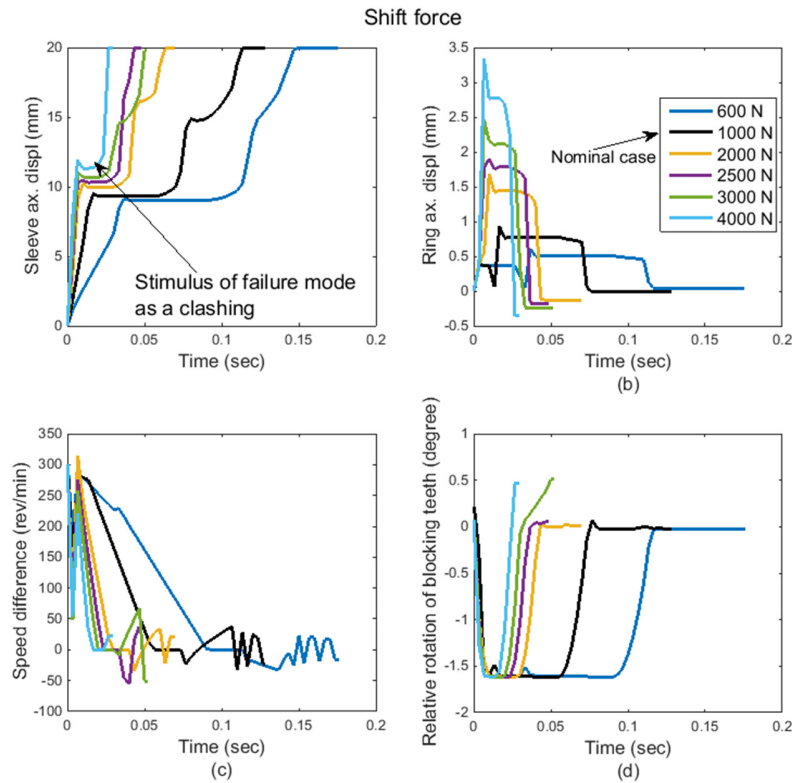 Shift force
20
15
10
5
0
0 0.05 0.1 0.15 0.2
Sleeve ax. displ (mm)
Time (sec)
Stimulus of failure mode
as a clashing
3.5
3
2.5
2
1.5
1
0.5
0
-0.5
0 0.05 0.1 0.15 0.2
Ring ax. displ (mm)
Time (sec)
(b)
Nominal case
600 N
1000 N
2000 N
2500 N
3000 N
4000 N
350
300
250
200
150
100
50
0
-50
-100
0 0.05 0.1 0.15 0.2
Speed difference (rev/min)
Time (sec)
(c)
1
0.5
0
-0.5
-1
-1.5
-2
0 0.05 0.1 0.15 0.2
Relative rotation of blocking teeth (degree)
Time (sec)
(d)